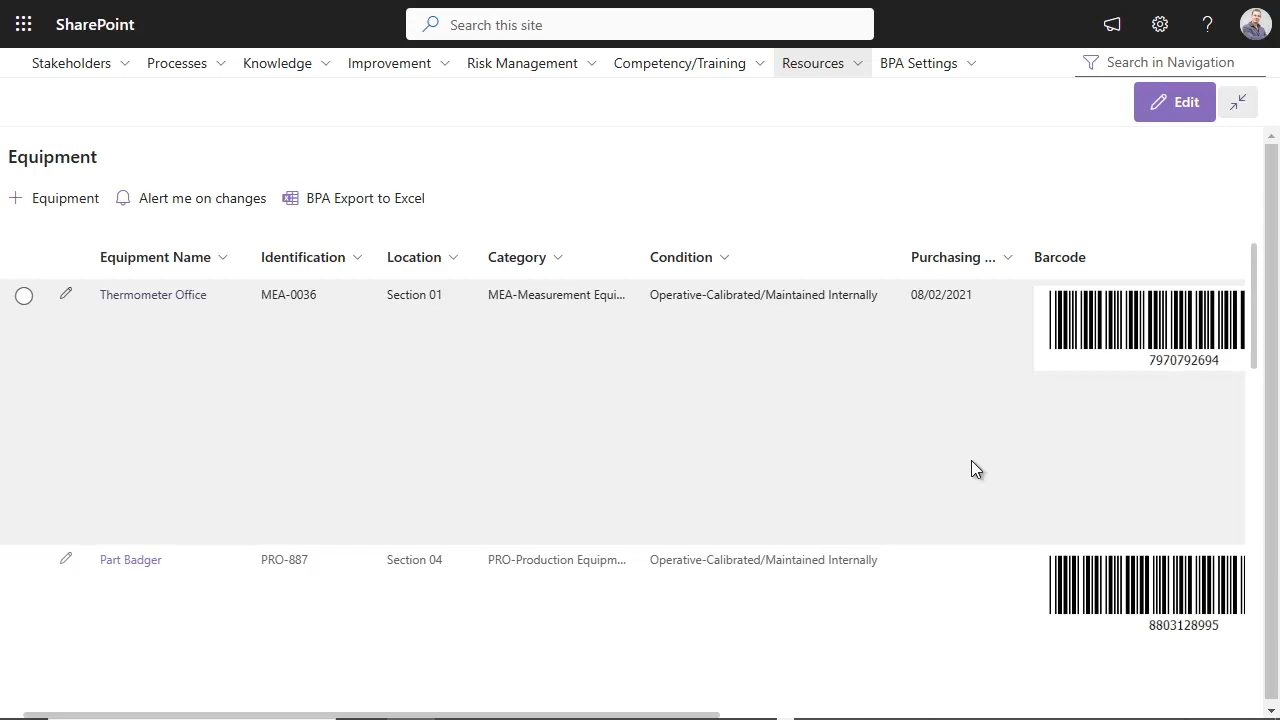 SharePoint
Search this site
?
Stakeholders Processes Knowledge Improvement Risk Management Competency/Training Resources BPA Settings Search in Navigation
Edit
Equipment
+ Equipment Alert me on changes BPA Export to Excel
Equipment Name Identification Location Category Condition Purchasing ... Barcode
Thermometer Office MEA-0036 Section 01 MEA-Measurement Equi... Operative-Calibrated/Maintained Internally 08/02/2021
7970792694
Part Badger PRO-887 Section 04 PRO-Production Equipm... Operative-Calibrated/Maintained Internally
8803128995